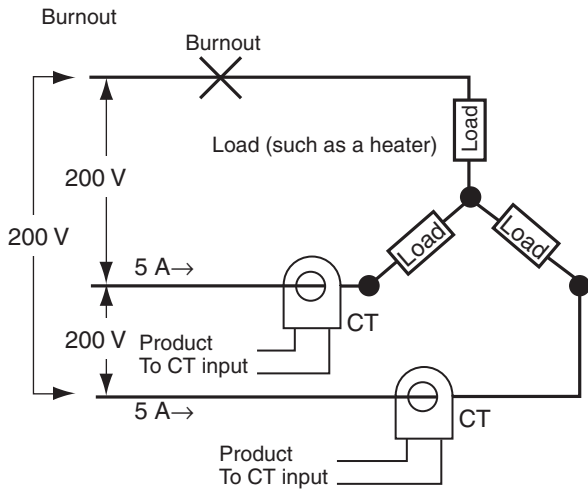 Burnout
Burnout
Load
Load (such as a heater)
200 V
Load
Load
200 V
5 A→
CT
Product
To CT input
200 V
5 A→
CT
Product
To CT input